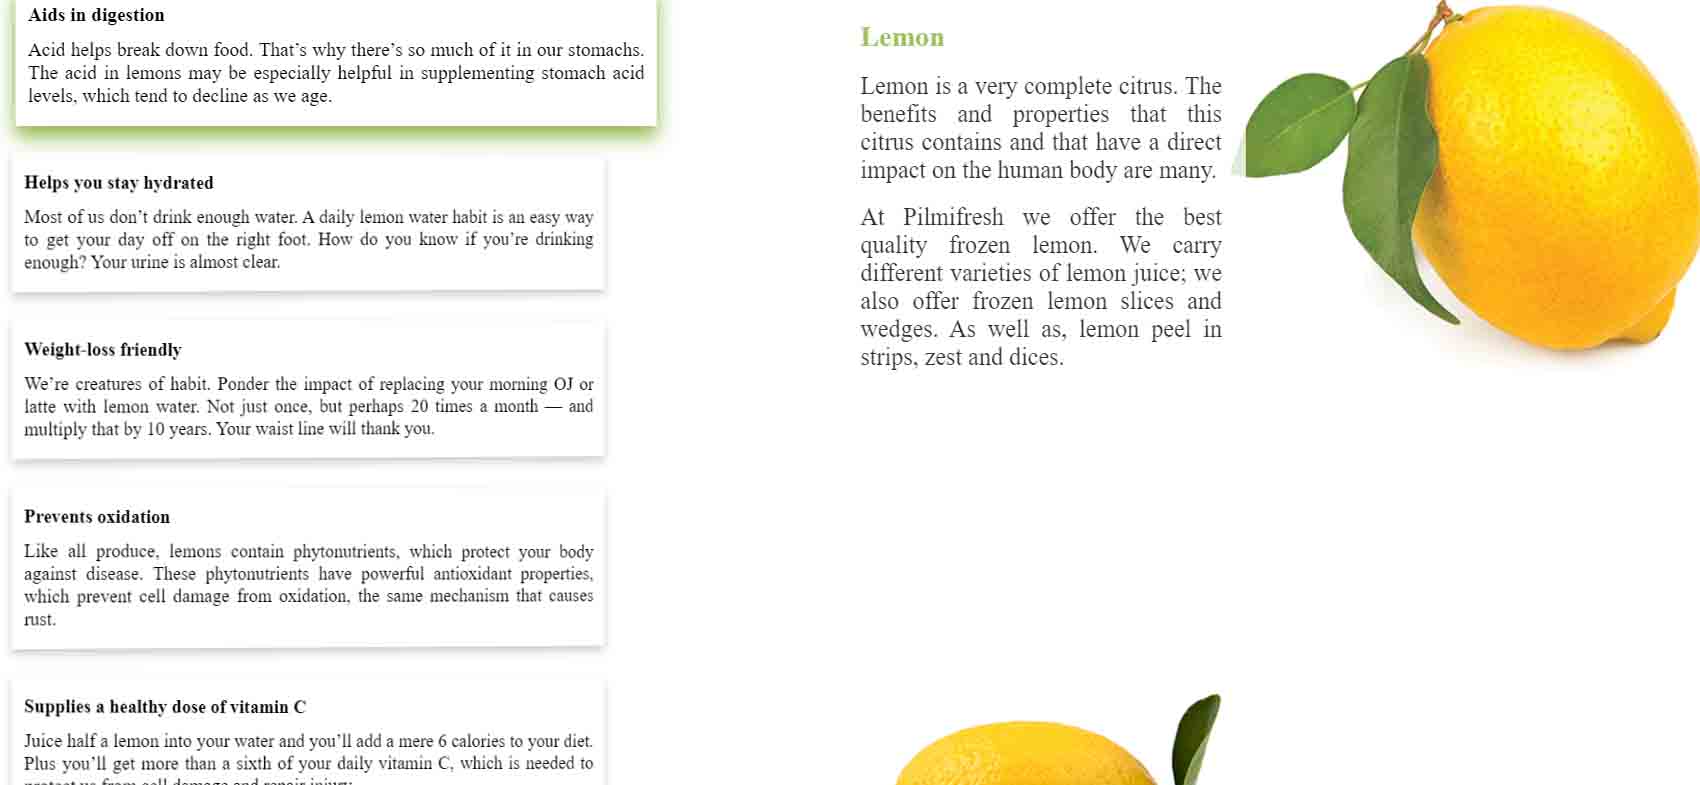 Aids in digestion
Acid helps break down food. That’s why there’s so much of it in our stomachs.
The acid in lemons may be especially helpful in supplementing stomach acid
levels, which tend to decline as we age.
Helps you stay hydrated
Most of us don’t drink enough water. A daily lemon water habit is an easy way
to get your day off on the right foot. How do you know if you’re drinking
enough? Your urine is almost clear.
Weight-loss friendly
We’re creatures of habit. Ponder the impact of replacing your morning OJ or
latte with lemon water. Not just once, but perhaps 20 times a month — and
multiply that by 10 years. Your waist line will thank you.
Prevents oxidation
Like all produce, lemons contain phytonutrients, which protect your body
against disease. These phytonutrients have powerful antioxidant properties,
which prevent cell damage from oxidation, the same mechanism that causes
rust.
Supplies a healthy dose of vitamin C
Juice half a lemon into your water and you’ll add a mere 6 calories to your diet.
Plus you’ll get more than a sixth of your daily vitamin C, which is needed to
protect us from cell damage and repair injury.
Lemon
Lemon is a very complete citrus. The
benefits and properties that this
citrus contains and that have a direct
impact on the human body are many.
At Pilmifresh we offer the best
quality frozen lemon. We carry
different varieties of lemon juice; we
also offer frozen lemon slices and
wedges. As well as, lemon peel in
strips, zest and dices.